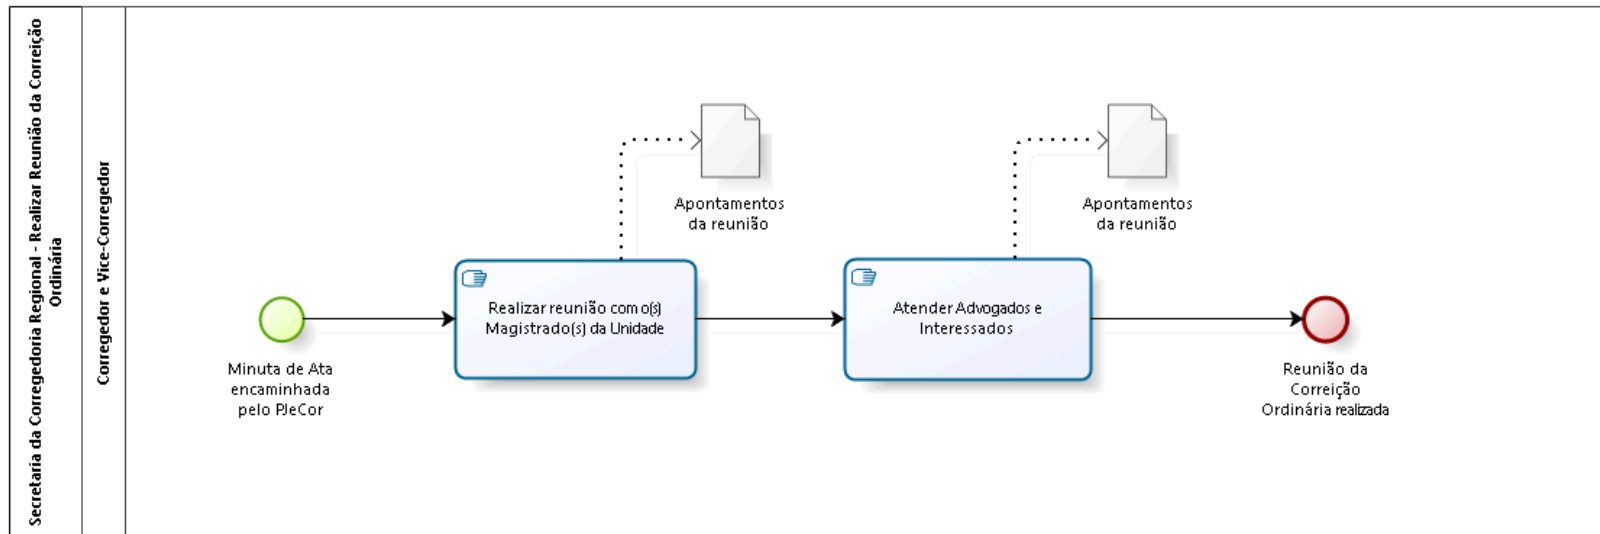 Secretaria da Corregedoria Regional - Realizar Reunião da Correição
Ordinária
Corregedor e Vice-Corregedor
Minuta de Ata
encaminhada
pelo PJeCor
Realizar reunião com o(s)
Magistrado(s) da Unidade
Apontamentos
da reunião
Atender Advogados e
Interessados
Apontamentos
da reunião
Reunião da
Correição
Ordinária realizada